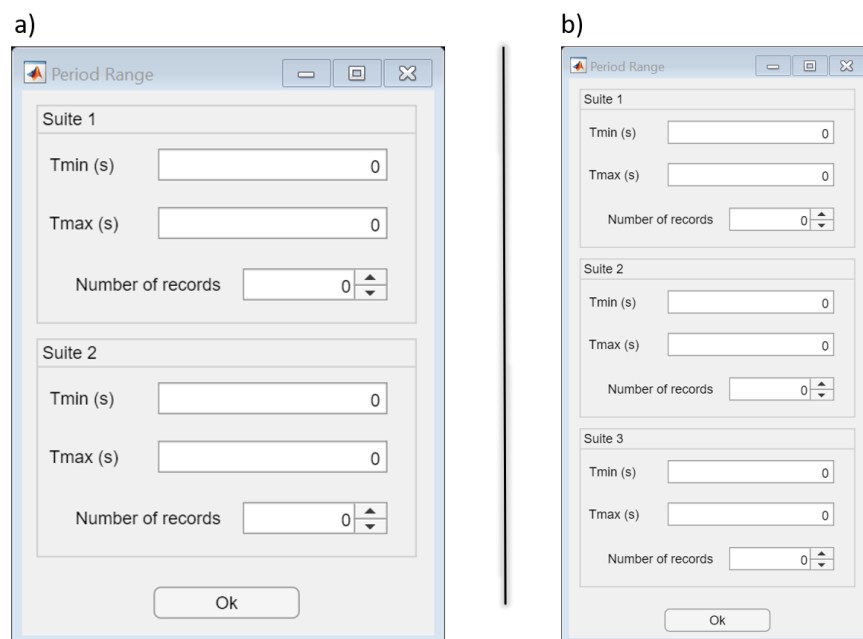 a)
Period Range
Suite 1
Tmin (s) 0
Tmax (s) 0
Number of records 0
Suite 2
Tmin (s) 0
Tmax (s) 0
Number of records 0
Ok
b)
Period Range
Suite 1
Tmin (s) 0
Tmax (s) 0
Number of records 0
Suite 2
Tmin (s) 0
Tmax (s) 0
Number of records 0
Suite 3
Tmin (s) 0
Tmax (s) 0
Number of records 0
Ok